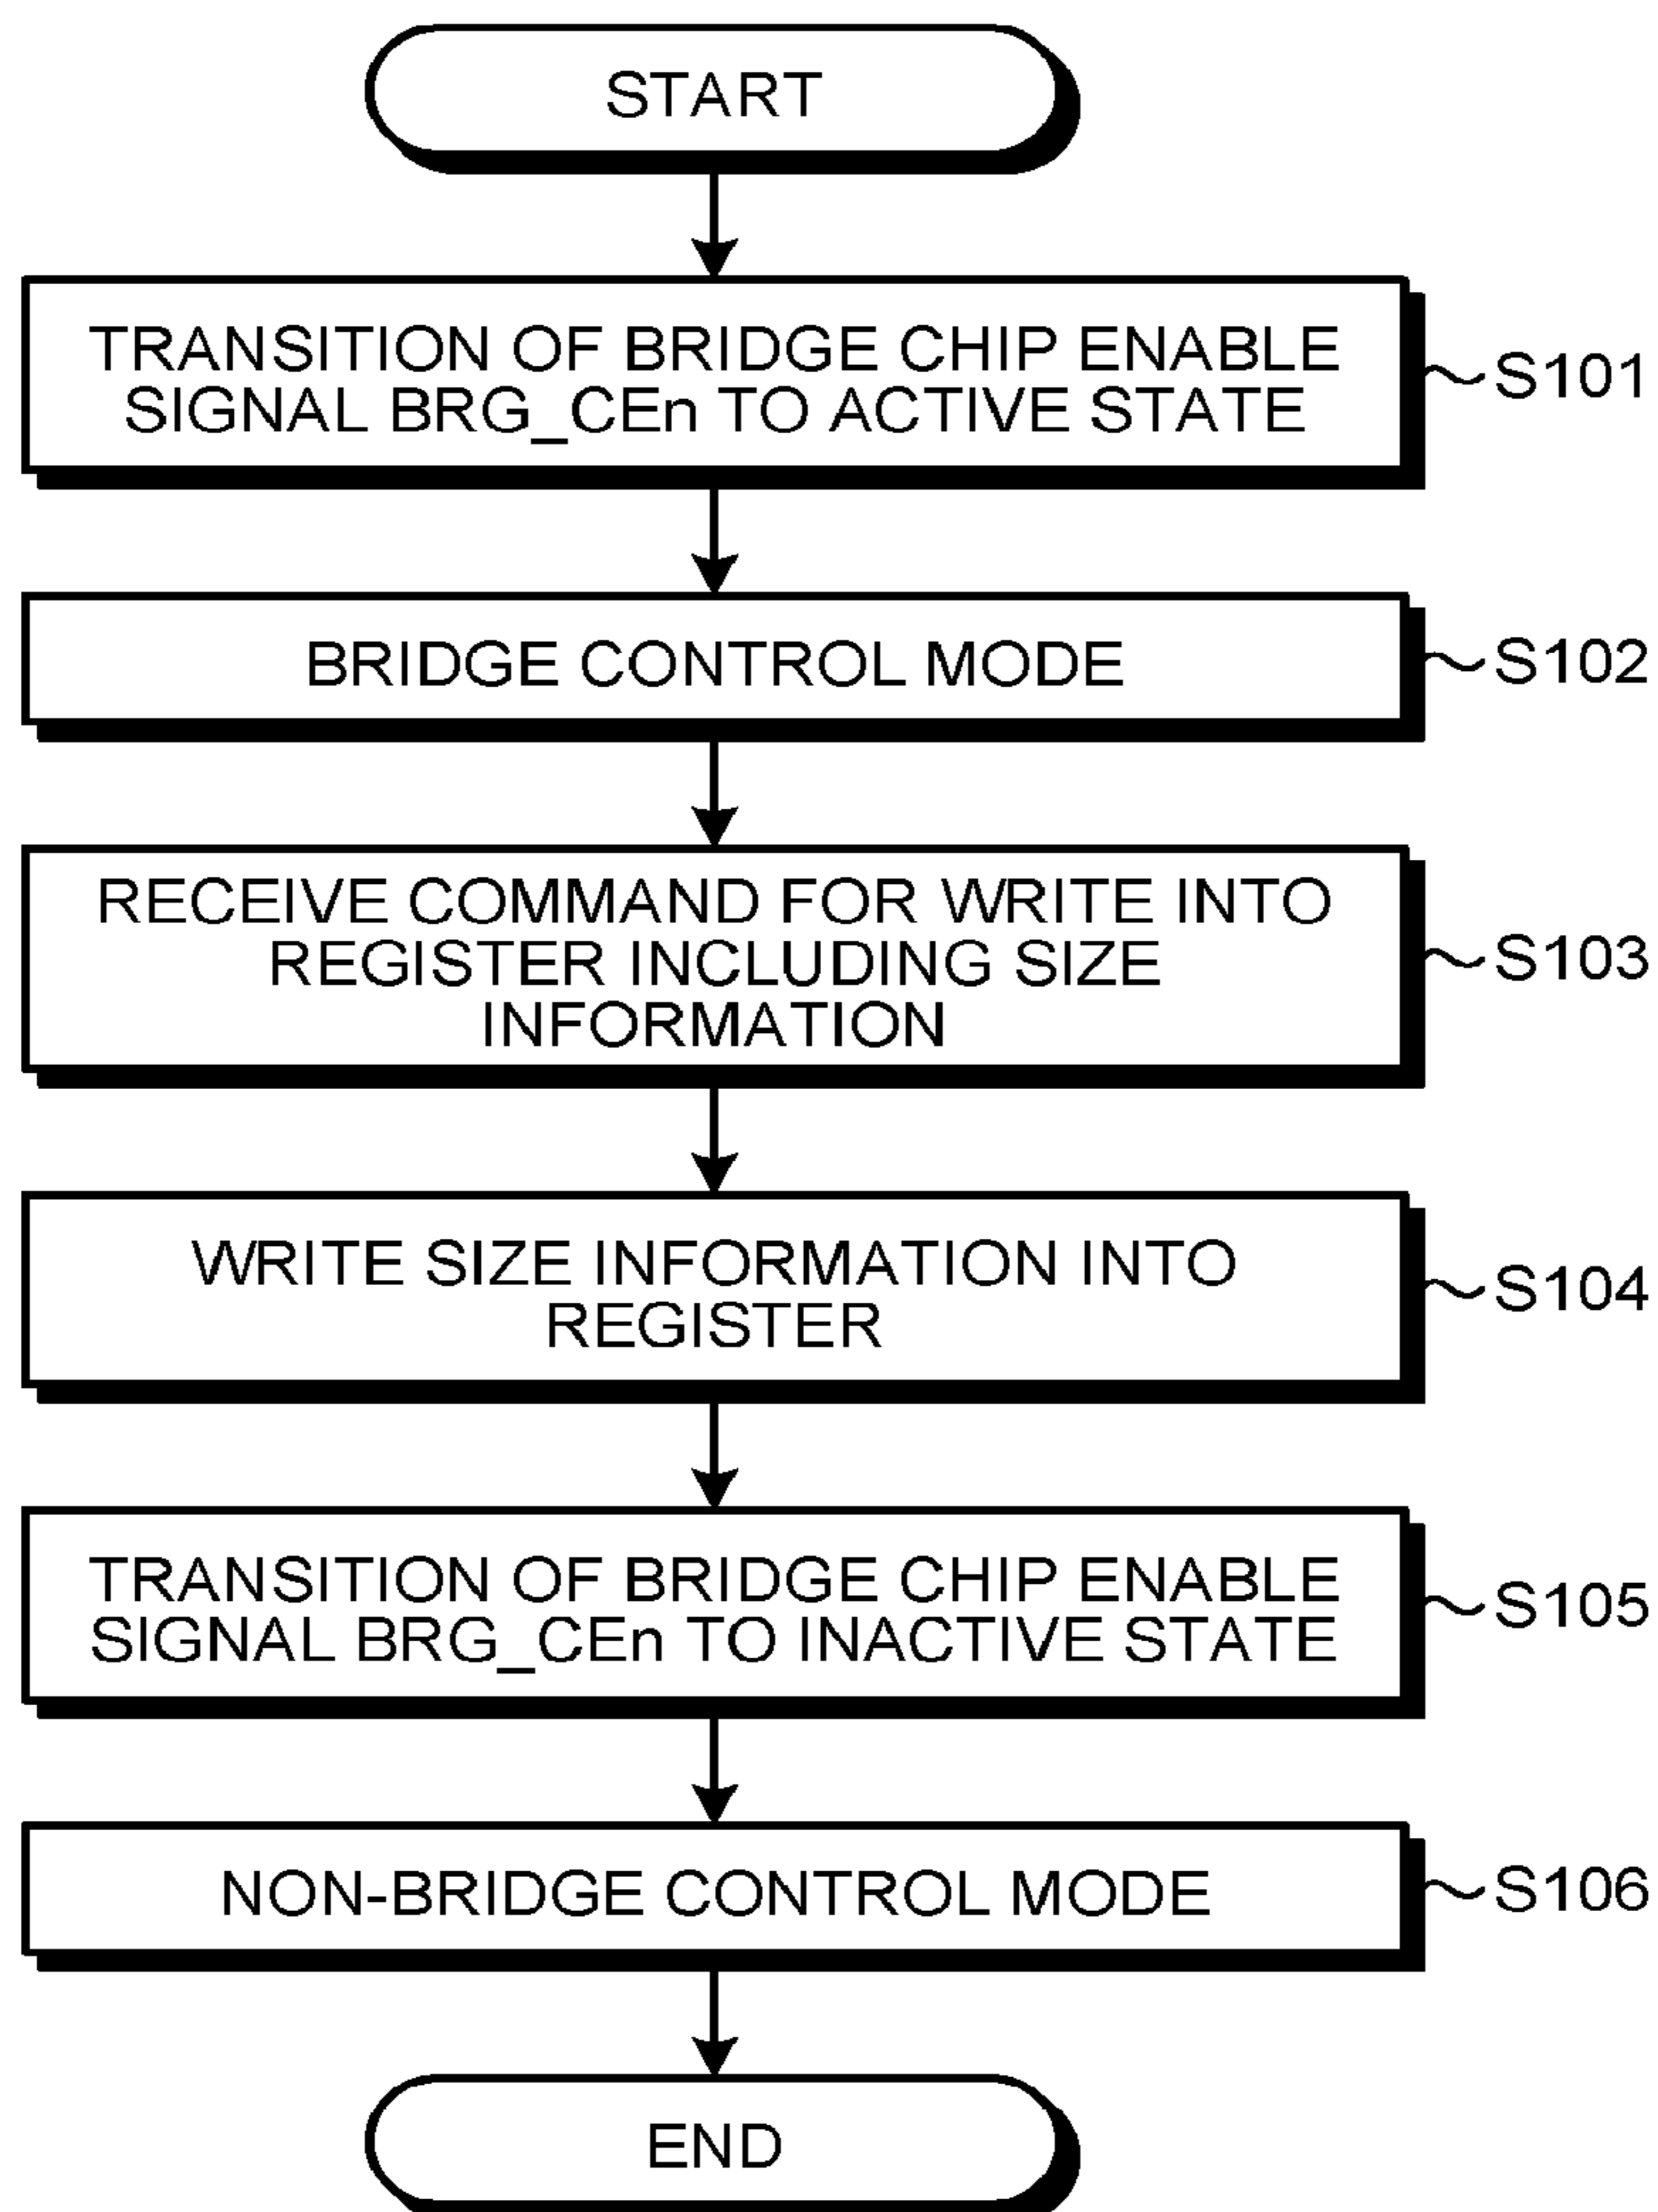 START
TRANSITION OF BRIDGE CHIP ENABLE
SIGNAL BRG_CEn TO ACTIVE STATE
S101
BRIDGE CONTROL MODE
S102
RECEIVE COMMAND FOR WRITE INTO
REGISTER INCLUDING SIZE
INFORMATION
S103
WRITE SIZE INFORMATION INTO
REGISTER
S104
TRANSITION OF BRIDGE CHIP ENABLE
SIGNAL BRG_CEn TO INACTIVE STATE
S105
NON-BRIDGE CONTROL MODE
S106
END